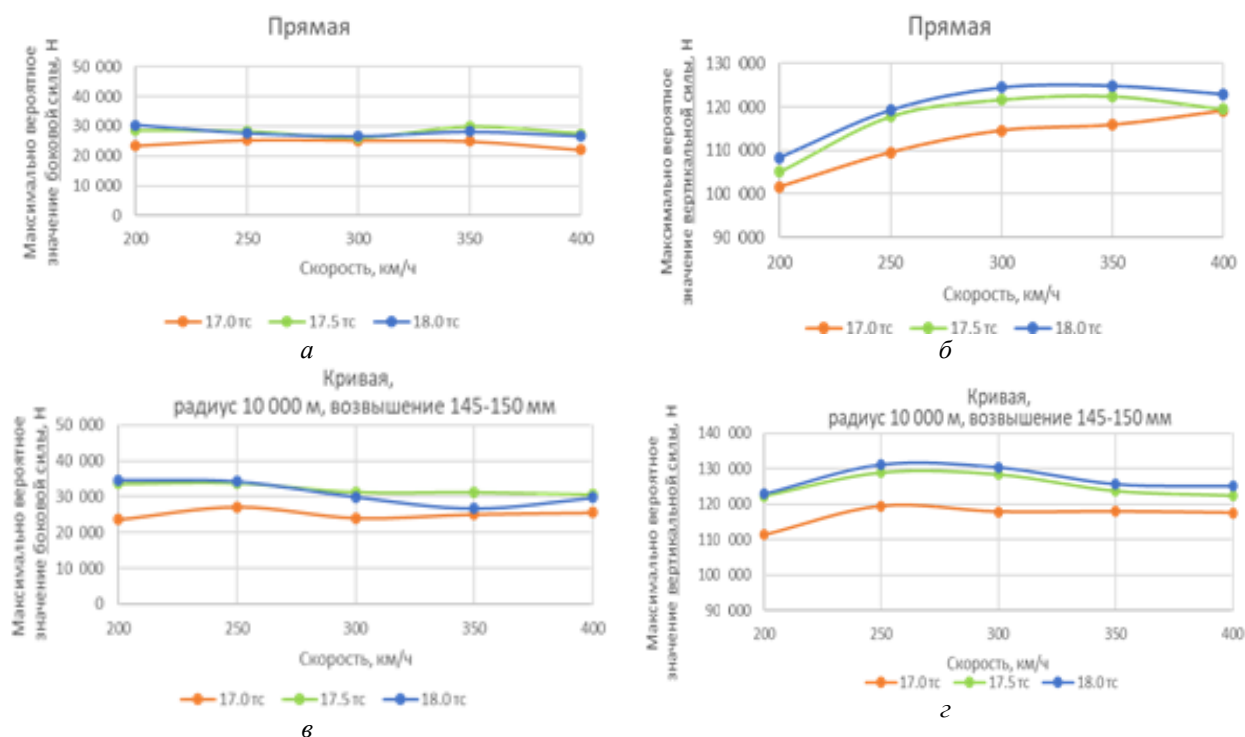 Прямая
Максимально вероятное
значение боковой силы, Н
50 000
40 000
30 000
20 000
10 000
0
200 250 300 350 400
Скорость, км/ч
17.0 тс 17.5 тс 18.0 тс
а
Прямая
Максимально вероятное
значение вертикальной силы, Н
130 000
120 000
110 000
100 000
90 000
200 250 300 350 400
Скорость, км/ч
17.0 тс 17.5 тс 18.0 тс
б
Кривая,
радиус 10 000 м, возвышение 145-150 мм
Максимально вероятное
значение боковой силы, Н
50 000
40 000
30 000
20 000
10 000
0
200 250 300 350 400
Скорость, км/ч
17.0 тс 17.5 тс 18.0 тс
в
Кривая,
радиус 10 000 м, возвышение 145-150 мм
Максимально вероятное
значение вертикальной силы, Н
140 000
130 000
120 000
110 000
100 000
90 000
200 250 300 350 400
Скорость, км/ч
17.0 тс 17.5 тс 18.0 тс
г